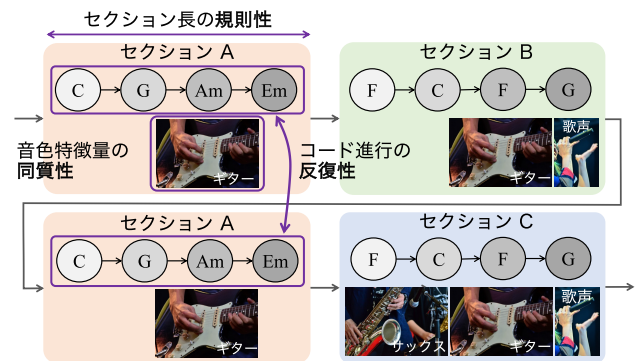 セクション長の規則性
セクション A
C G Am Em
音色特徴量の
同質性
ギター
コード進行の
反復性
セクション B
F C F G
歌声
ギター
セクション A
C G Am Em
ギター
セクション C
F C F G
歌声
サックス
ギター